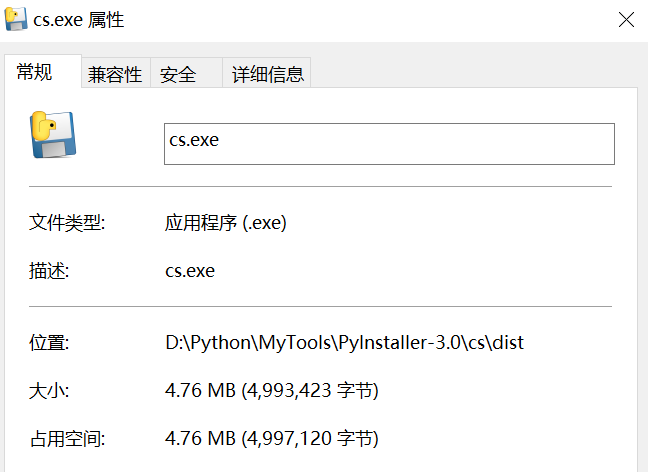 cs.exe 属性
常规 兼容性 安全 详细信息
cs.exe
文件类型: 应用程序 (.exe)
描述: cs.exe
位置: D:\Python\MyTools\PyInstaller-3.0\cs\dist
大小: 4.76 MB (4,993,423 字节)
占用空间: 4.76 MB (4,997,120 字节)